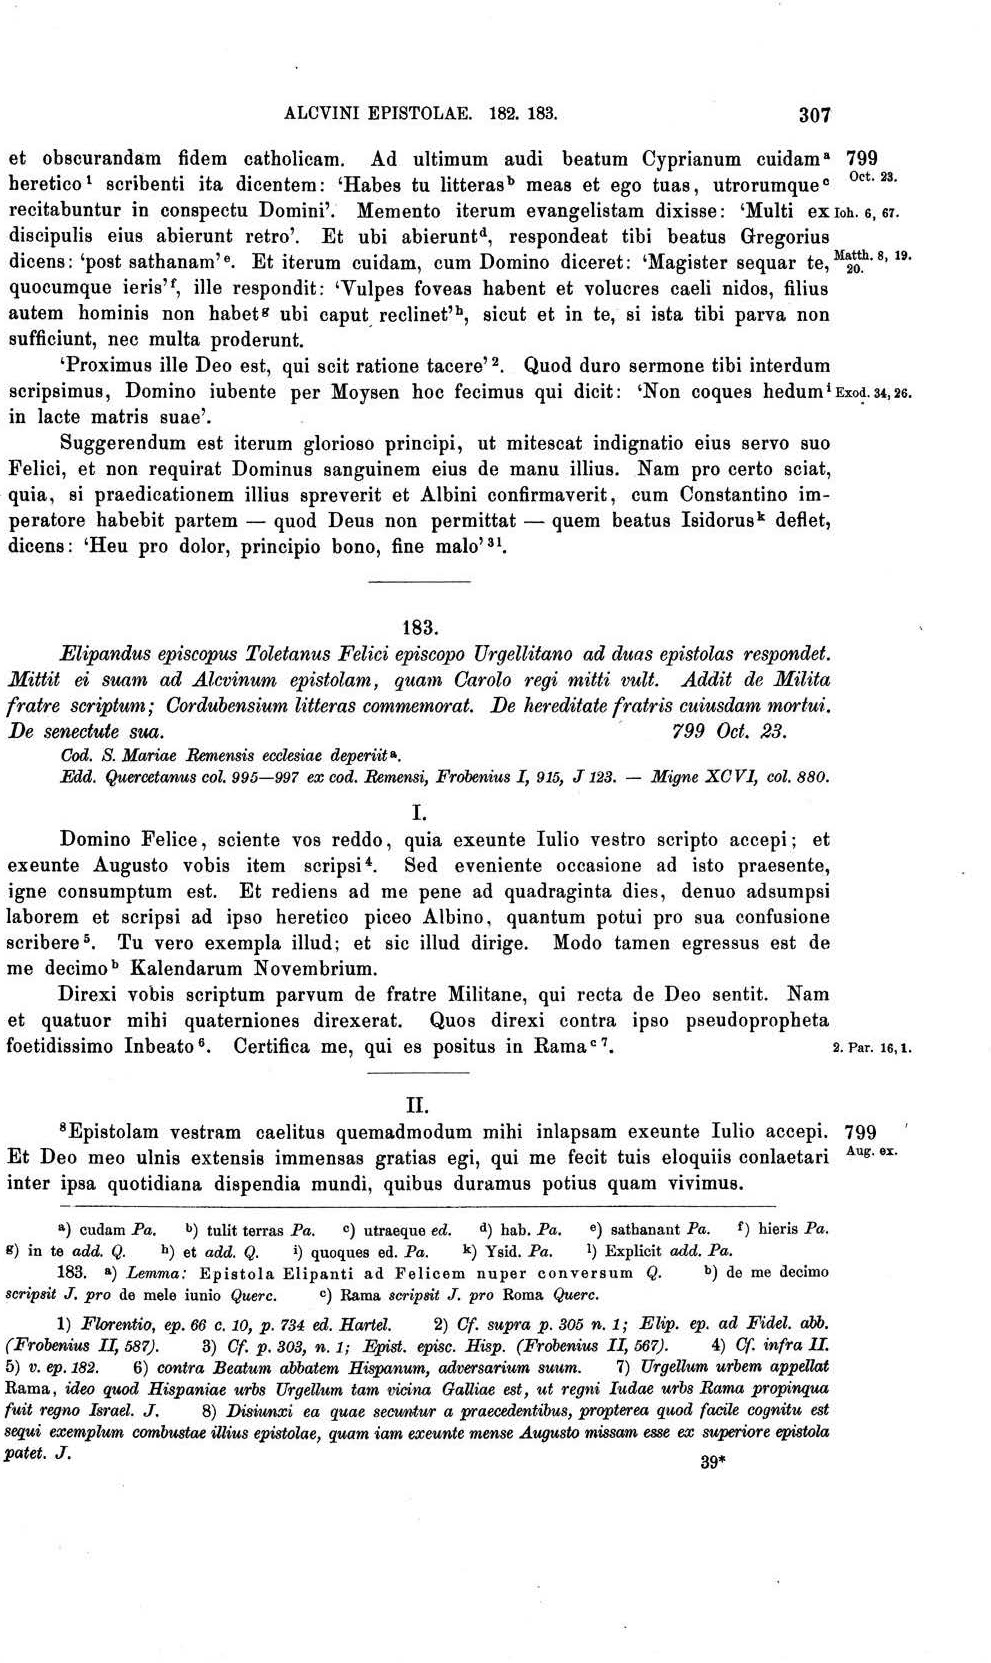 ALCVINI EPISTOLAE. 182. 183. 307
et obscurandam fidem catholicam. Ad ultimum audi beatum Cyprianum cuidam ᵃ 799
heretico ¹ scribenti ita dicentem: ‘Habes tu litteras ᵇ meas et ego tuas, utrorumque ᶜ Oct. 23.
recitabuntur in conspectu Domini’. Memento iterum evangelistam dixisse: ‘Multi ex Ioh. 6, 67.
discipulis eius abierunt retro’. Et ubi abierunt ᵈ, respondeat tibi beatus Gregorius
dicens: ‘post sathanam’ ᵉ. Et iterum cuidam, cum Domino diceret: ‘Magister sequar te, Matth. 8, 19. 20.
quocumque ieris’ ᶠ, ille respondit: ‘Vulpes foveas habent et volucres caeli nidos, filius
autem hominis non habet ᵍ ubi caput reclinet’ ʰ, sicut et in te, si ista tibi parva non
sufficiunt, nec multa proderunt.
‘Proximus ille Deo est, qui scit ratione tacere’ ². Quod duro sermone tibi interdum
scripsimus, Domino iubente per Moysen hoc fecimus qui dicit: ‘Non coques hedum ⁱ Exod. 34, 26.
in lacte matris suae’.
Suggerendum est iterum glorioso principi, ut mitescat indignatio eius servo suo
Felici, et non requirat Dominus sanguinem eius de manu illius. Nam pro certo sciat,
quia, si praedicationem illius spreverit et Albini confirmaverit, cum Constantino im-
peratore habebit partem — quod Deus non permittat — quem beatus Isidorus ᵏ deflet,
dicens: ‘Heu pro dolor, principio bono, fine malo’ ³ ˡ.
183.
Elipandus episcopus Toletanus Felici episcopo Urgellitano ad duas epistolas respondet.
Mittit ei suam ad Alcvinum epistolam, quam Carolo regi mitti vult. Addit de Milita
fratre scriptum; Cordubensium litteras commemorat. De hereditate fratris cuiusdam mortui.
De senectute sua. 799 Oct. 23.
Cod. S. Mariae Remensis ecclesiae deperiit ᵃ.
Edd. Quercetanus col. 995—997 ex cod. Remensi, Frobenius I, 915, J 123. — Migne XCVI, col. 880.
I.
Domino Felice, sciente vos reddo, quia exeunte Iulio vestro scripto accepi; et
exeunte Augusto vobis item scripsi ⁴. Sed eveniente occasione ad isto praesente,
igne consumptum est. Et rediens ad me pene ad quadraginta dies, denuo adsumpsi
laborem et scripsi ad ipso heretico piceo Albino, quantum potui pro sua confusione
scribere ⁵. Tu vero exempla illud; et sic illud dirige. Modo tamen egressus est de
me decimo ᵇ Kalendarum Novembrium.
Direxi vobis scriptum parvum de fratre Militane, qui recta de Deo sentit. Nam
et quatuor mihi quaterniones direxerat. Quos direxi contra ipso pseudopropheta
foetidissimo Inbeato ⁶. Certifica me, qui es positus in Rama ᶜ ⁷. 2. Par. 16, 1.
II.
⁸Epistolam vestram caelitus quemadmodum mihi inlapsam exeunte Iulio accepi. 799
Et Deo meo ulnis extensis immensas gratias egi, qui me fecit tuis eloquiis conlaetari Aug. ex.
inter ipsa quotidiana dispendia mundi, quibus duramus potius quam vivimus.
ᵃ) cudam Pa. ᵇ) tulit terras Pa. ᶜ) utraeque ed. ᵈ) hab. Pa. ᵉ) sathanant Pa. ᶠ) hieris Pa.
ᵍ) in te add. Q. ʰ) et add. Q. ⁱ) quoques ed. Pa. ᵏ) Ysid. Pa. ˡ) Explicit add. Pa.
183. ᵃ) Lemma: Epistola Elipanti ad Felicem nuper conversum Q. ᵇ) de me decimo
scripsit J. pro de mele iunio Querc. ᶜ) Rama scripsit J. pro Roma Querc.
1) Florentio, ep. 66 c. 10, p. 734 ed. Hartel. 2) Cf. supra p. 305 n. 1; Elip. ep. ad Fidel. abb.
(Frobenius II, 587). 3) Cf. p. 303, n. 1; Epist. episc. Hisp. (Frobenius II, 567). 4) Cf. infra II.
5) v. ep. 182. 6) contra Beatum abbatem Hispanum, adversarium suum. 7) Urgellum urbem appellat
Rama, ideo quod Hispaniae urbs Urgellum tam vicina Galliae est, ut regni Iudae urbs Rama propinqua
fuit regno Israel. J. 8) Disiunxi ea quae secuntur a praecedentibus, propterea quod facile cognitu est
sequi exemplum combustae illius epistolae, quam iam exeunte mense Augusto missam esse ex superiore epistola
patet. J.
39*